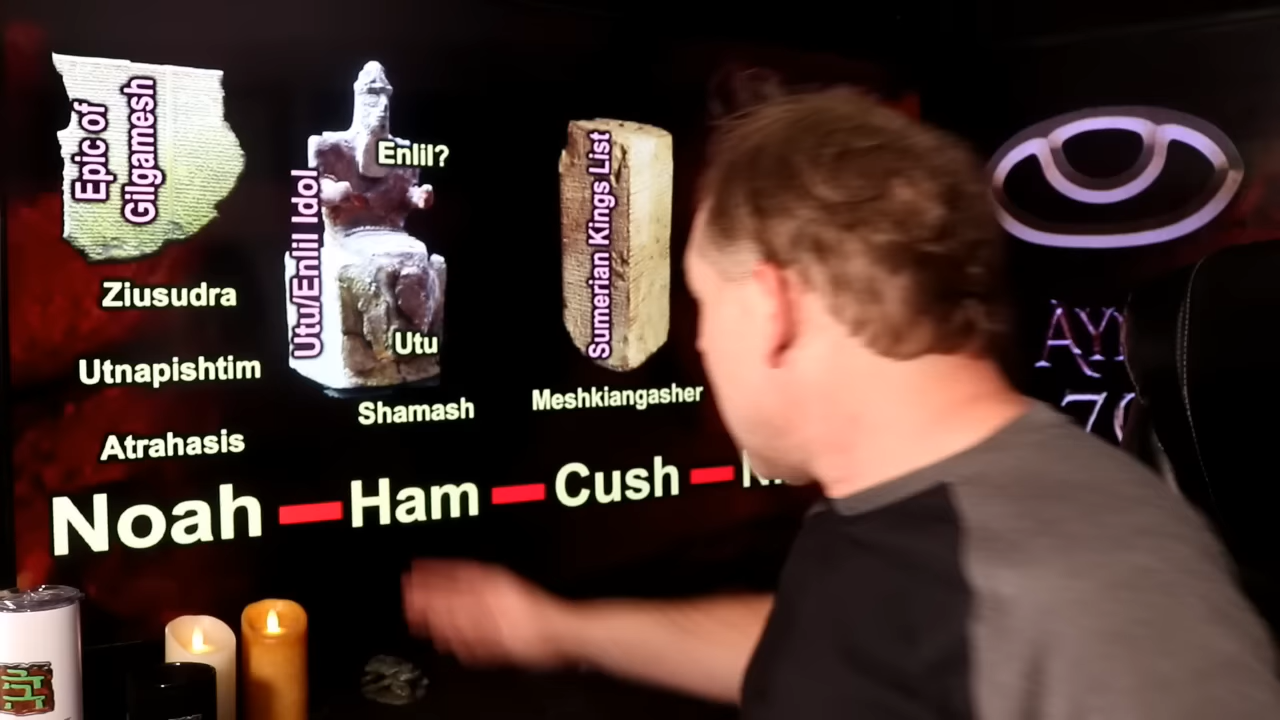 Epic of
Gilgamesh
Ziusudra
Utnapishtim
Atrahasis
Utu/Enlil Idol
Enlil?
Utu
Shamash
Sumerian Kings List
Meshkiangasher
Noah — Ham — Cush —